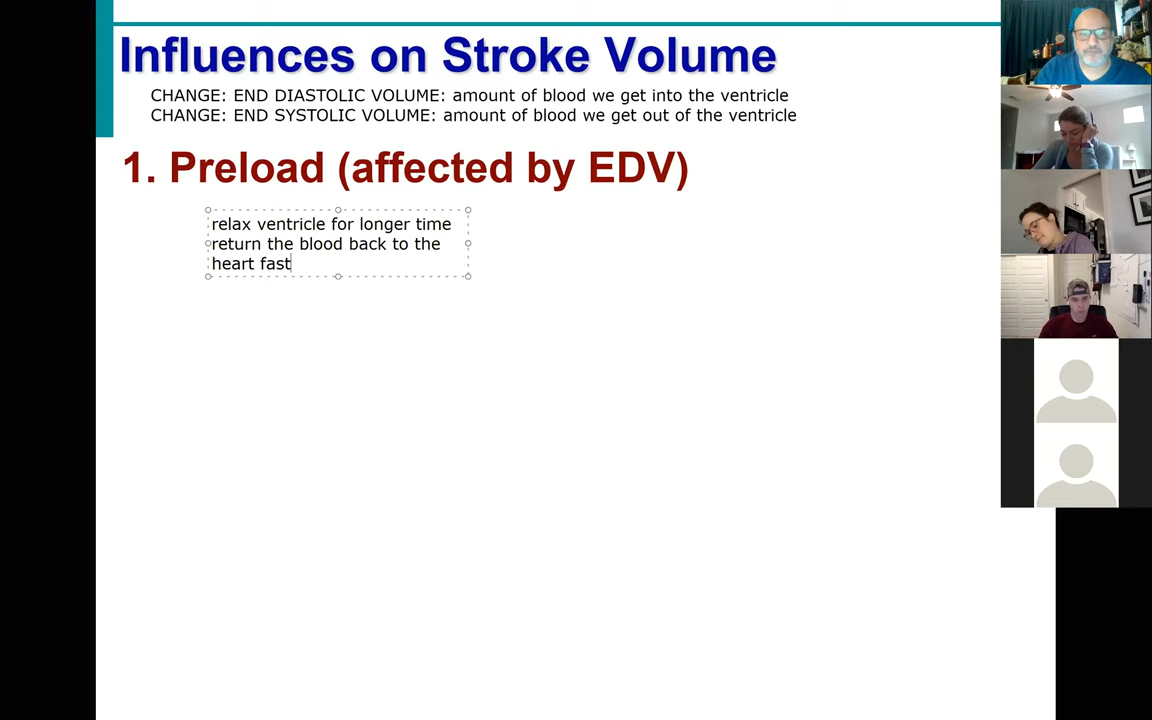 Influences on Stroke Volume
CHANGE: END DIASTOLIC VOLUME: amount of blood we get into the ventricle
CHANGE: END SYSTOLIC VOLUME: amount of blood we get out of the ventricle
1. Preload (affected by EDV)
relax ventricle for longer time
return the blood back to the
heart fast